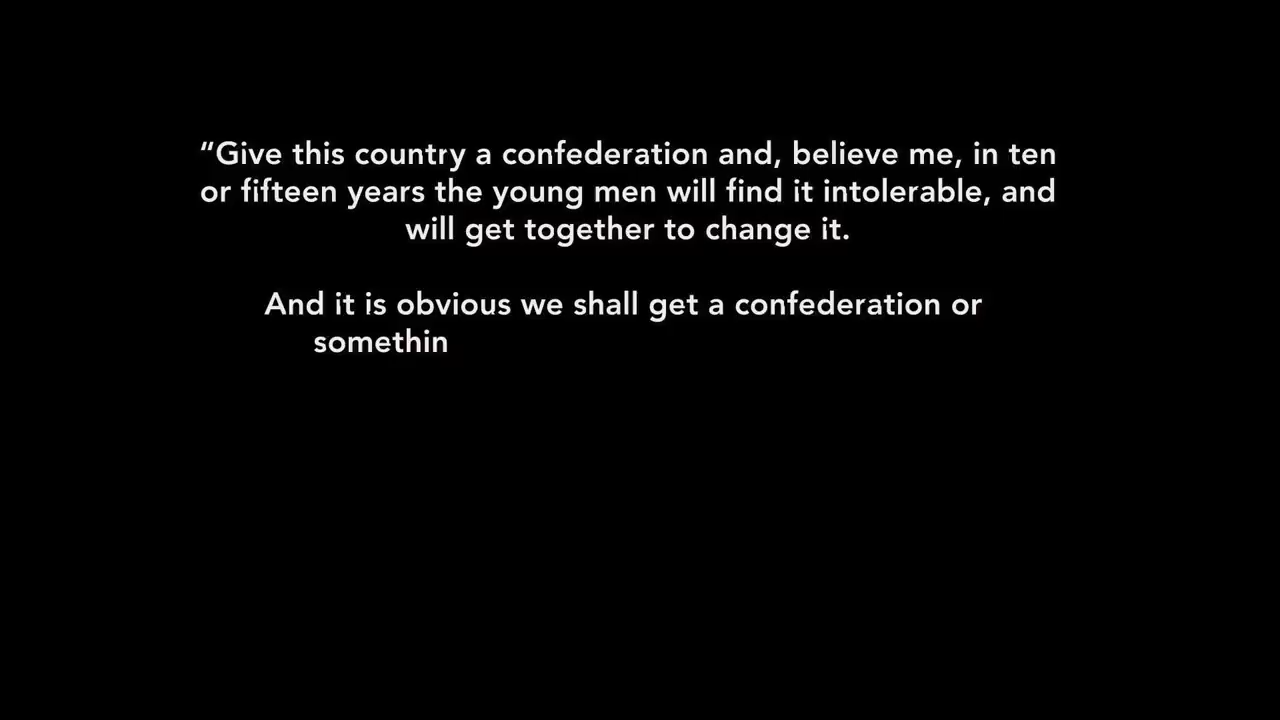 “Give this country a confederation and, believe me, in ten
or fifteen years the young men will find it intolerable, and
will get together to change it.
And it is obvious we shall get a confederation or
somethin